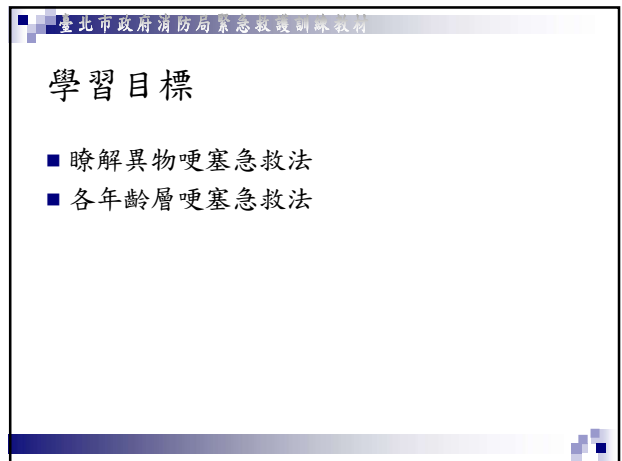 臺北市政府消防局緊急救護訓練教材
學習目標
瞭解異物哽塞急救法
各年齡層哽塞急救法